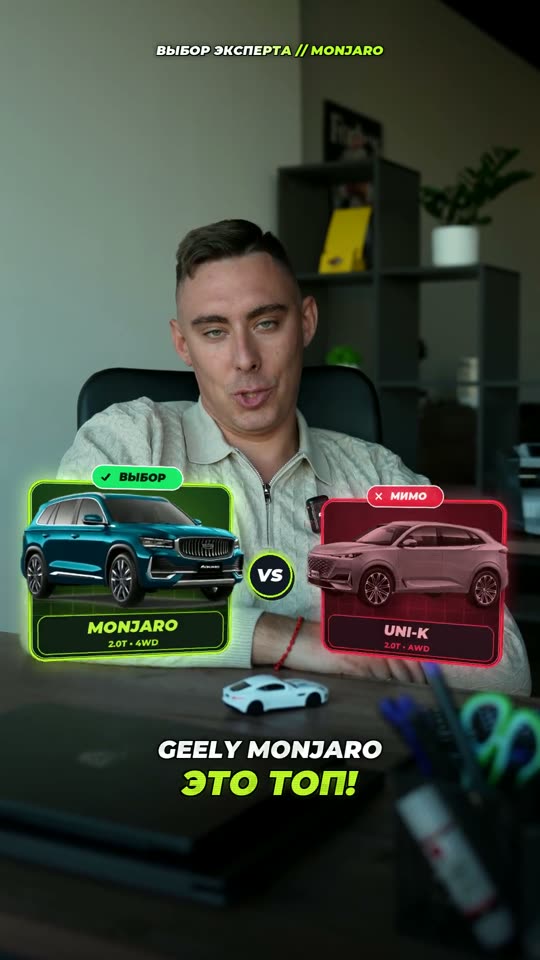 ВЫБОР ЭКСПЕРТА // MONJARO
✓ ВЫБОР
× МИМО
VS
MONJARO
2.0T • 4WD
UNI-K
2.0T • AWD
GEELY MONJARO
ЭТО ТОП!